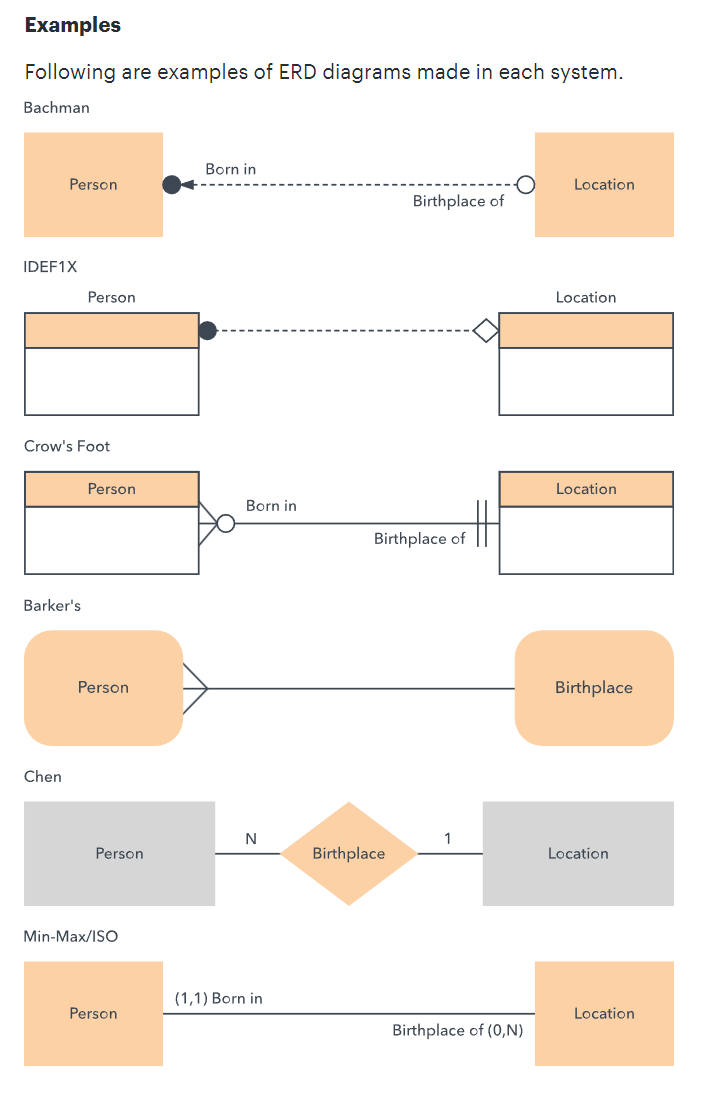 Examples
Following are examples of ERD diagrams made in each system.
Bachman
Person
Born in
Birthplace of
Location
IDEF1X
Person
Location
Crow's Foot
Person
Born in
Birthplace of
Location
Barker's
Person
Birthplace
Chen
Person
N
Birthplace
1
Location
Min-Max/ISO
Person
(1,1) Born in
Birthplace of (0,N)
Location